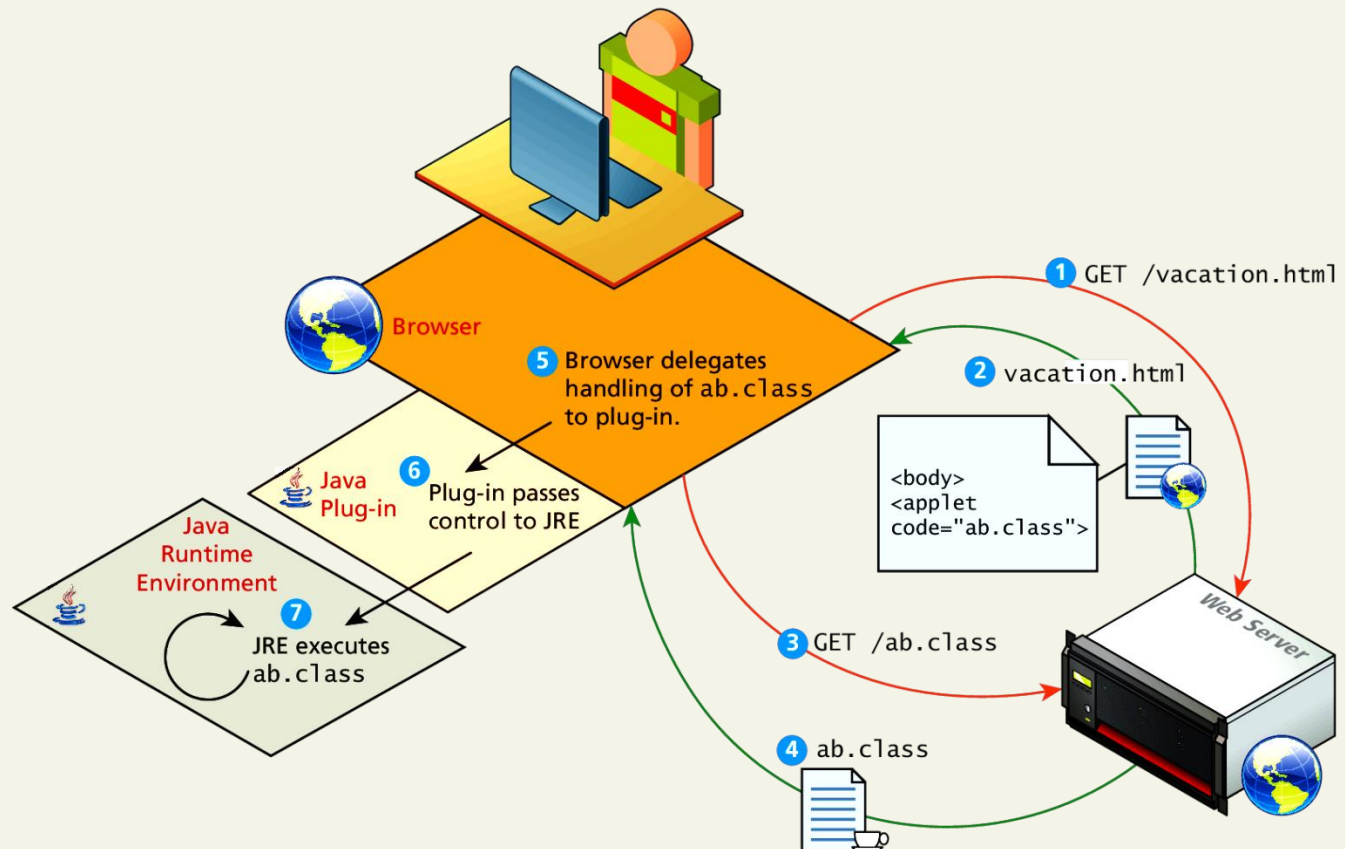 1 GET /vacation.html
Browser
2 vacation.html
5 Browser delegates
handling of ab.class
to plug-in.
<body>
<applet
code="ab.class">
6
Java
Plug-in
Plug-in passes
control to JRE
Java
Runtime
Environment
7
JRE executes
ab.class
Web Server
3 GET /ab.class
4 ab.class